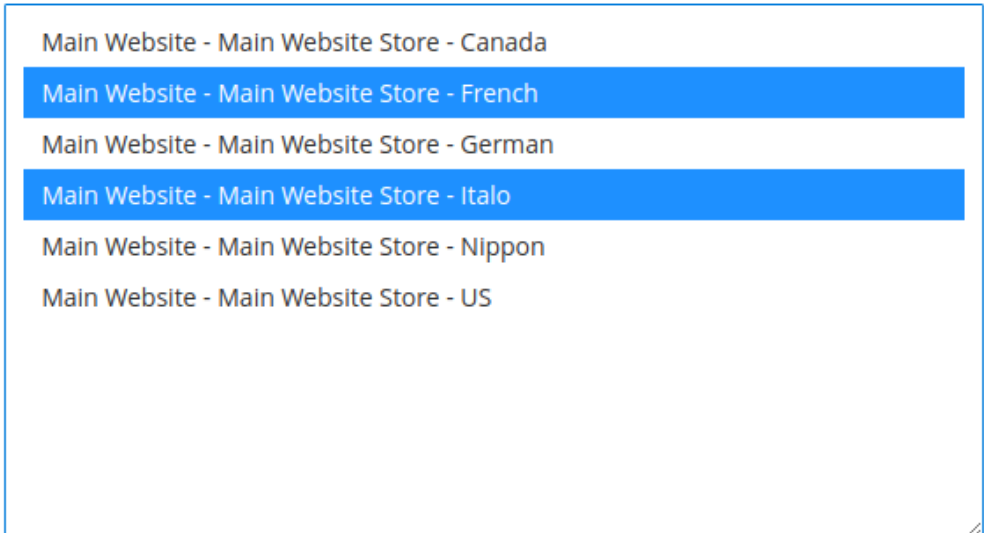 Main Website - Main Website Store - Canada
Main Website - Main Website Store - French
Main Website - Main Website Store - German
Main Website - Main Website Store - Italo
Main Website - Main Website Store - Nippon
Main Website - Main Website Store - US